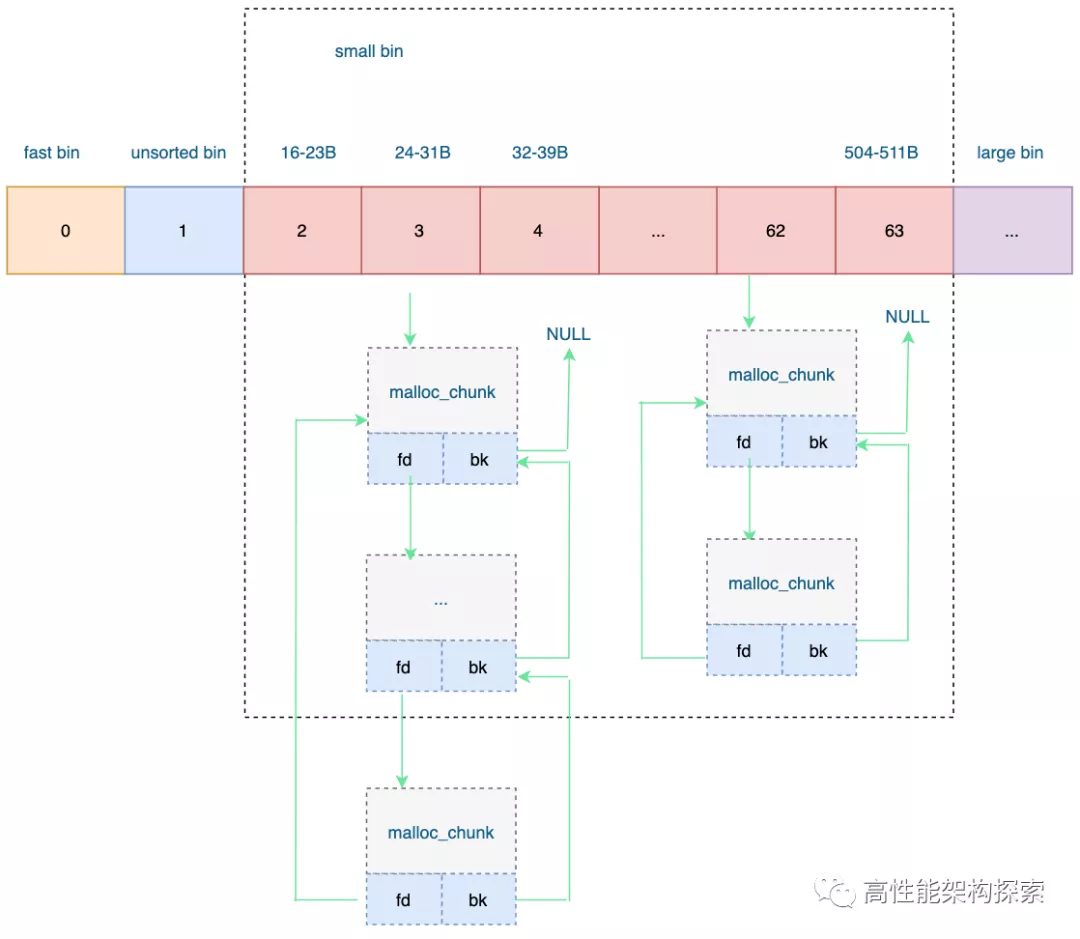 small bin
fast bin
unsorted bin
16-23B
24-31B
32-39B
504-511B
large bin
0
1
2
3
4
...
62
63
...
NULL
NULL
malloc_chunk
malloc_chunk
fd
bk
fd
bk
...
malloc_chunk
fd
bk
fd
bk
malloc_chunk
fd
bk
高性能架构探索